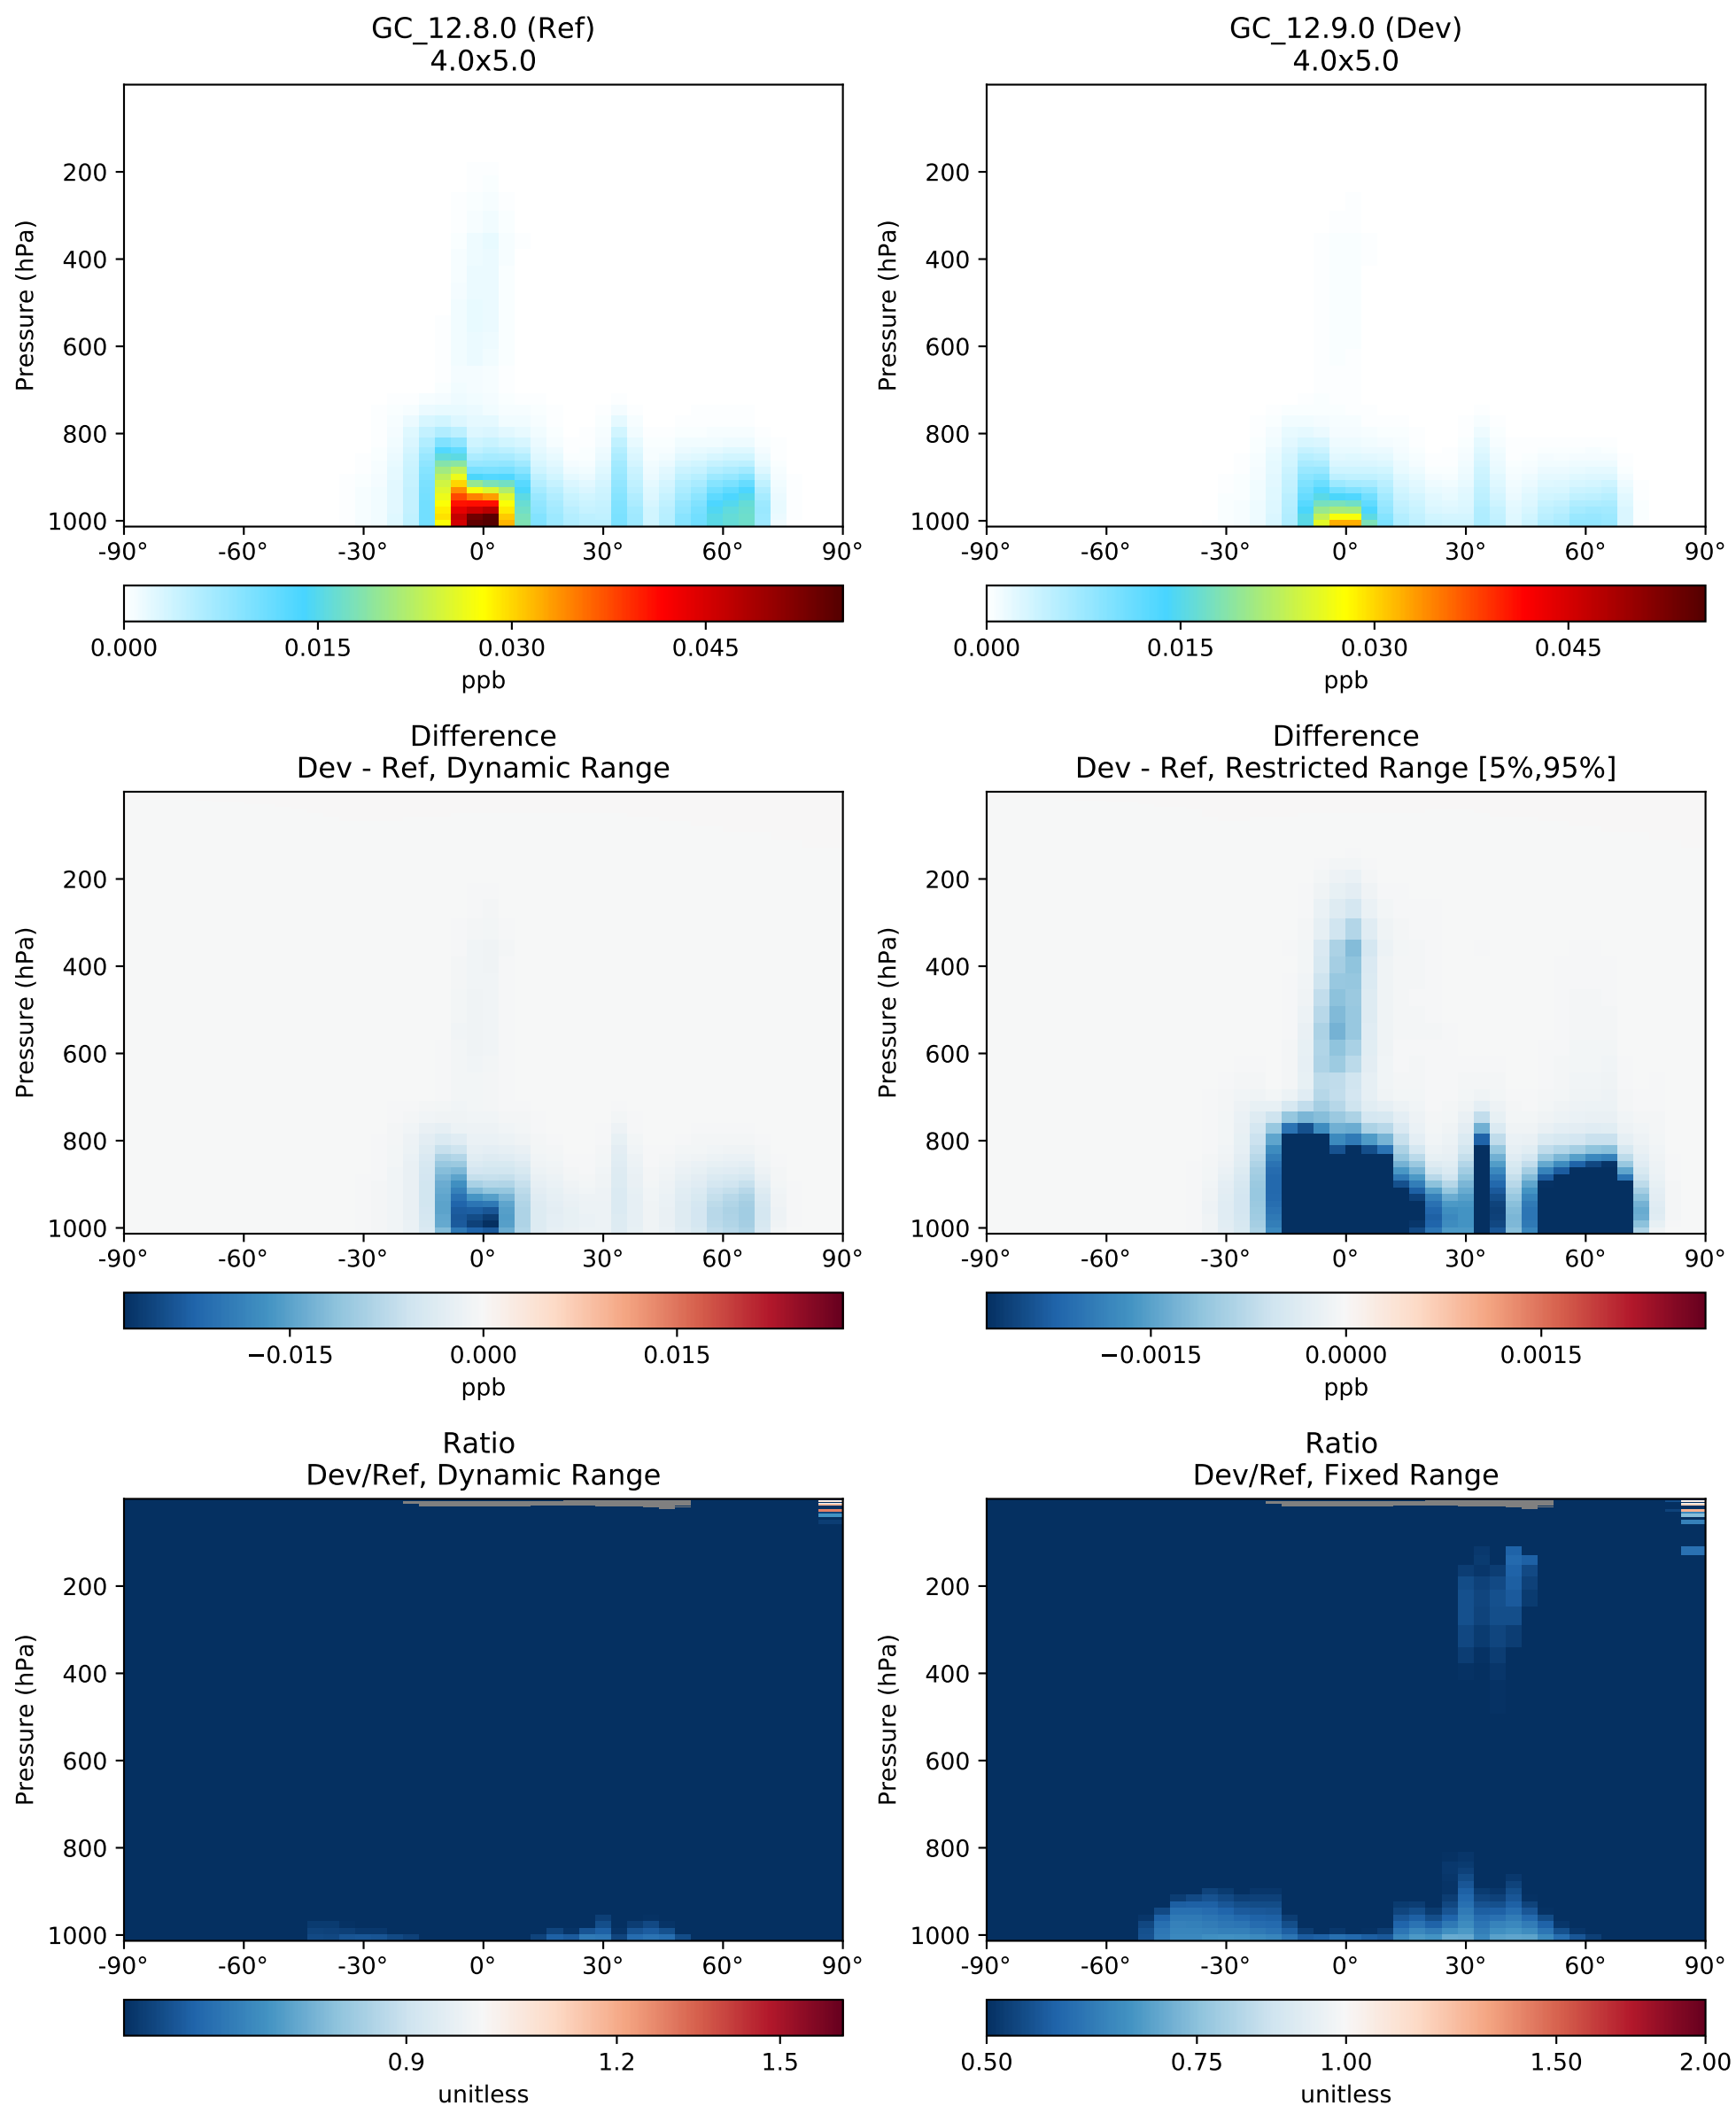 GC_12.8.0 (Ref)
4.0x5.0
Pressure (hPa)
200
400
600
800
1000
-90° -60° -30° 0° 30° 60° 90°
0.000 0.015 0.030 0.045
ppb
GC_12.9.0 (Dev)
4.0x5.0
Pressure (hPa)
200
400
600
800
1000
-90° -60° -30° 0° 30° 60° 90°
0.000 0.015 0.030 0.045
ppb
Difference
Dev - Ref, Dynamic Range
Pressure (hPa)
200
400
600
800
1000
-90° -60° -30° 0° 30° 60° 90°
−0.015 0.000 0.015
ppb
Difference
Dev - Ref, Restricted Range [5%,95%]
Pressure (hPa)
200
400
600
800
1000
-90° -60° -30° 0° 30° 60° 90°
−0.0015 0.0000 0.0015
ppb
Ratio
Dev/Ref, Dynamic Range
Pressure (hPa)
200
400
600
800
1000
-90° -60° -30° 0° 30° 60° 90°
0.9 1.2 1.5
unitless
Ratio
Dev/Ref, Fixed Range
Pressure (hPa)
200
400
600
800
1000
-90° -60° -30° 0° 30° 60° 90°
0.50 0.75 1.00 1.50 2.00
unitless